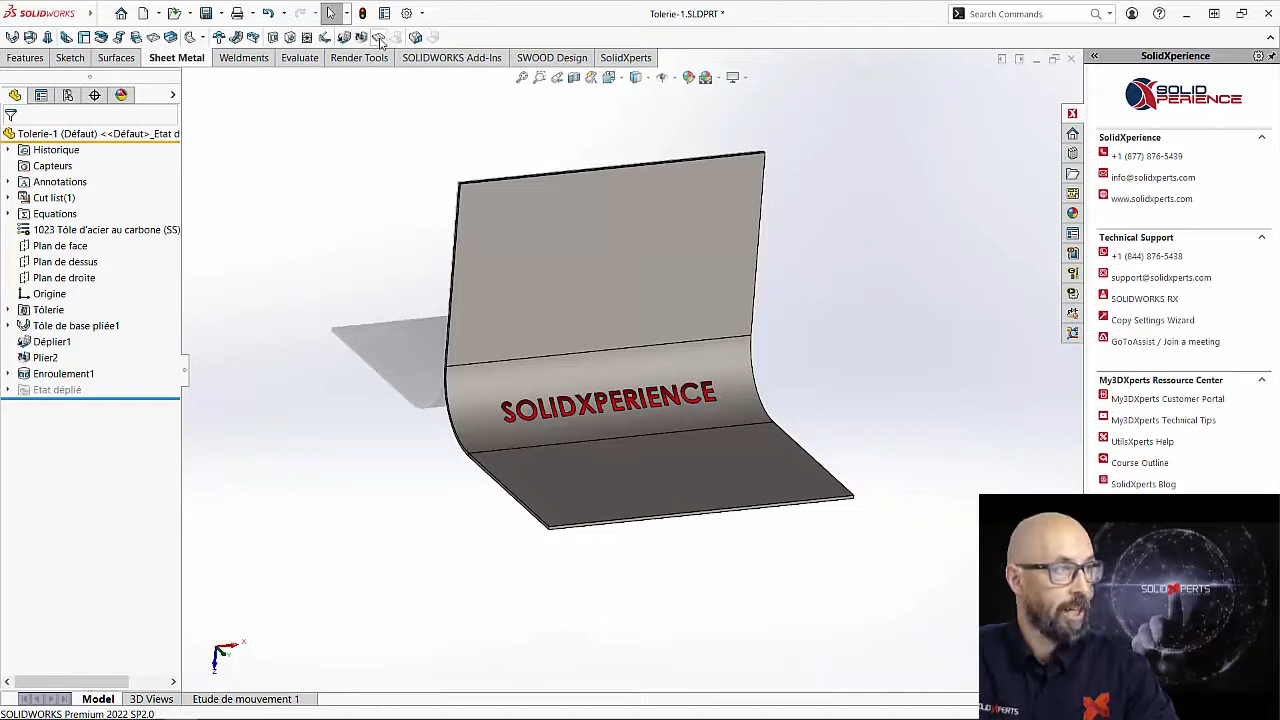 SOLIDWORKS
Tolerie-1.SLDPRT *
Search Commands
Features
Sketch
Surfaces
Sheet Metal
Weldments
Evaluate
Render Tools
SOLIDWORKS Add-Ins
SWOOD Design
SolidXperts
SolidXperience
Tolerie-1 (Défaut) <<Défaut>_Etat d
Historique
Capteurs
Annotations
Cut list(1)
Equations
1023 Tôle d'acier au carbone (SS)
Plan de face
Plan de dessus
Plan de droite
Origine
Tôlerie
Tôle de base pliée1
Déplier1
Plier2
Enroulement1
Etat déplié
SOLIDXPERIENCE
SOLID
XPERIENCE
SolidXperience
+1 (877) 876-5439
info@solidxperts.com
www.solidxperts.com
Technical Support
+1 (844) 876-5438
support@solidxperts.com
SOLIDWORKS RX
Copy Settings Wizard
GoToAssist / Join a meeting
My3DXperts Ressource Center
My3DXperts Customer Portal
My3DXperts Technical Tips
UtilsXperts Help
Course Outline
SolidXperts Blog
SOLIDXPERTS
SOLIDXPERTS
X
Y
Z
Model
3D Views
Etude de mouvement 1
SOLIDWORKS Premium 2022 SP2.0